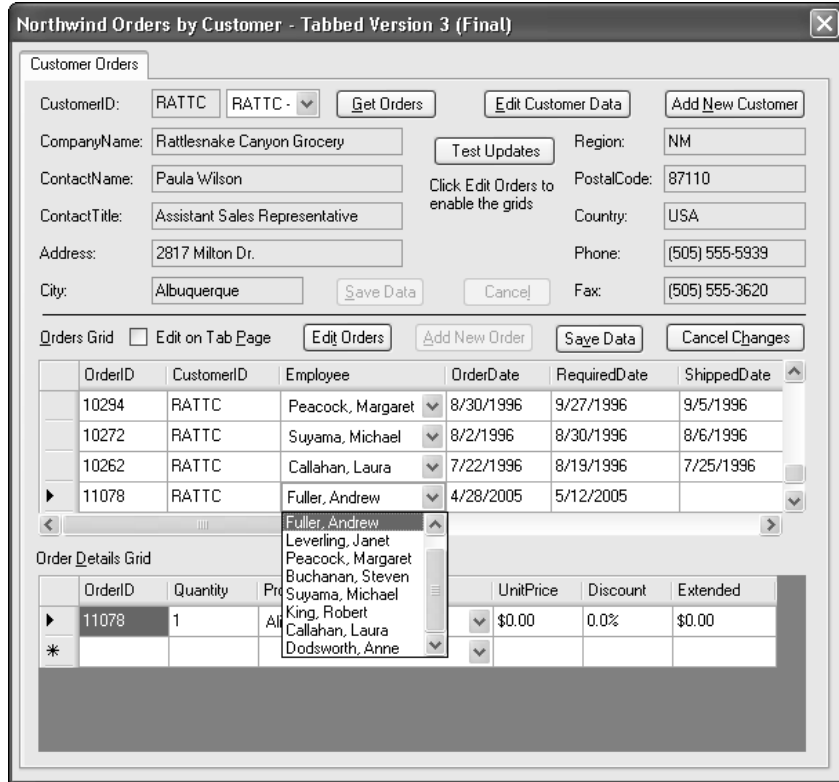 Northwind Orders by Customer - Tabbed Version 3 (Final)
Customer Orders
CustomerID: RATTC RATTC - Get Orders Edit Customer Data Add New Customer
CompanyName: Rattlesnake Canyon Grocery Test Updates Region: NM
ContactName: Paula Wilson Click Edit Orders to enable the grids PostalCode: 87110
ContactTitle: Assistant Sales Representative Country: USA
Address: 2817 Milton Dr. Phone: (505) 555-5939
City: Albuquerque Save Data Cancel Fax: (505) 555-3620
Orders Grid Edit on Tab Page Edit Orders Add New Order Save Data Cancel Changes
OrderID CustomerID Employee OrderDate RequiredDate ShippedDate
10294 RATTC Peacock, Margaret 8/30/1996 9/27/1996 9/5/1996
10272 RATTC Suyama, Michael 8/2/1996 8/30/1996 8/6/1996
10262 RATTC Callahan, Laura 7/22/1996 8/19/1996 7/25/1996
11078 RATTC Fuller, Andrew 4/28/2005 5/12/2005
Fuller, Andrew
Leverling, Janet
Peacock, Margaret
Buchanan, Steven
Suyama, Michael
King, Robert
Callahan, Laura
Dodsworth, Anne
Order Details Grid
OrderID Quantity Pro UnitPrice Discount Extended
11078 1 Ali $0.00 0.0% $0.00